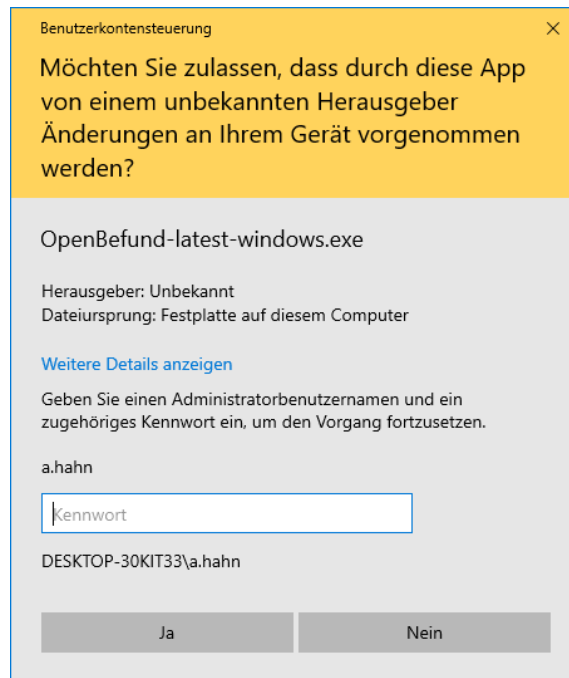 Benutzerkontensteuerung
Möchten Sie zulassen, dass durch diese App
von einem unbekannten Herausgeber
Änderungen an Ihrem Gerät vorgenommen
werden?
OpenBefund-latest-windows.exe
Herausgeber: Unbekannt
Dateiursprung: Festplatte auf diesem Computer
Weitere Details anzeigen
Geben Sie einen Administratorbenutzernamen und ein
zugehöriges Kennwort ein, um den Vorgang fortzusetzen.
a.hahn
Kennwort
DESKTOP-30KIT33\a.hahn
Ja
Nein